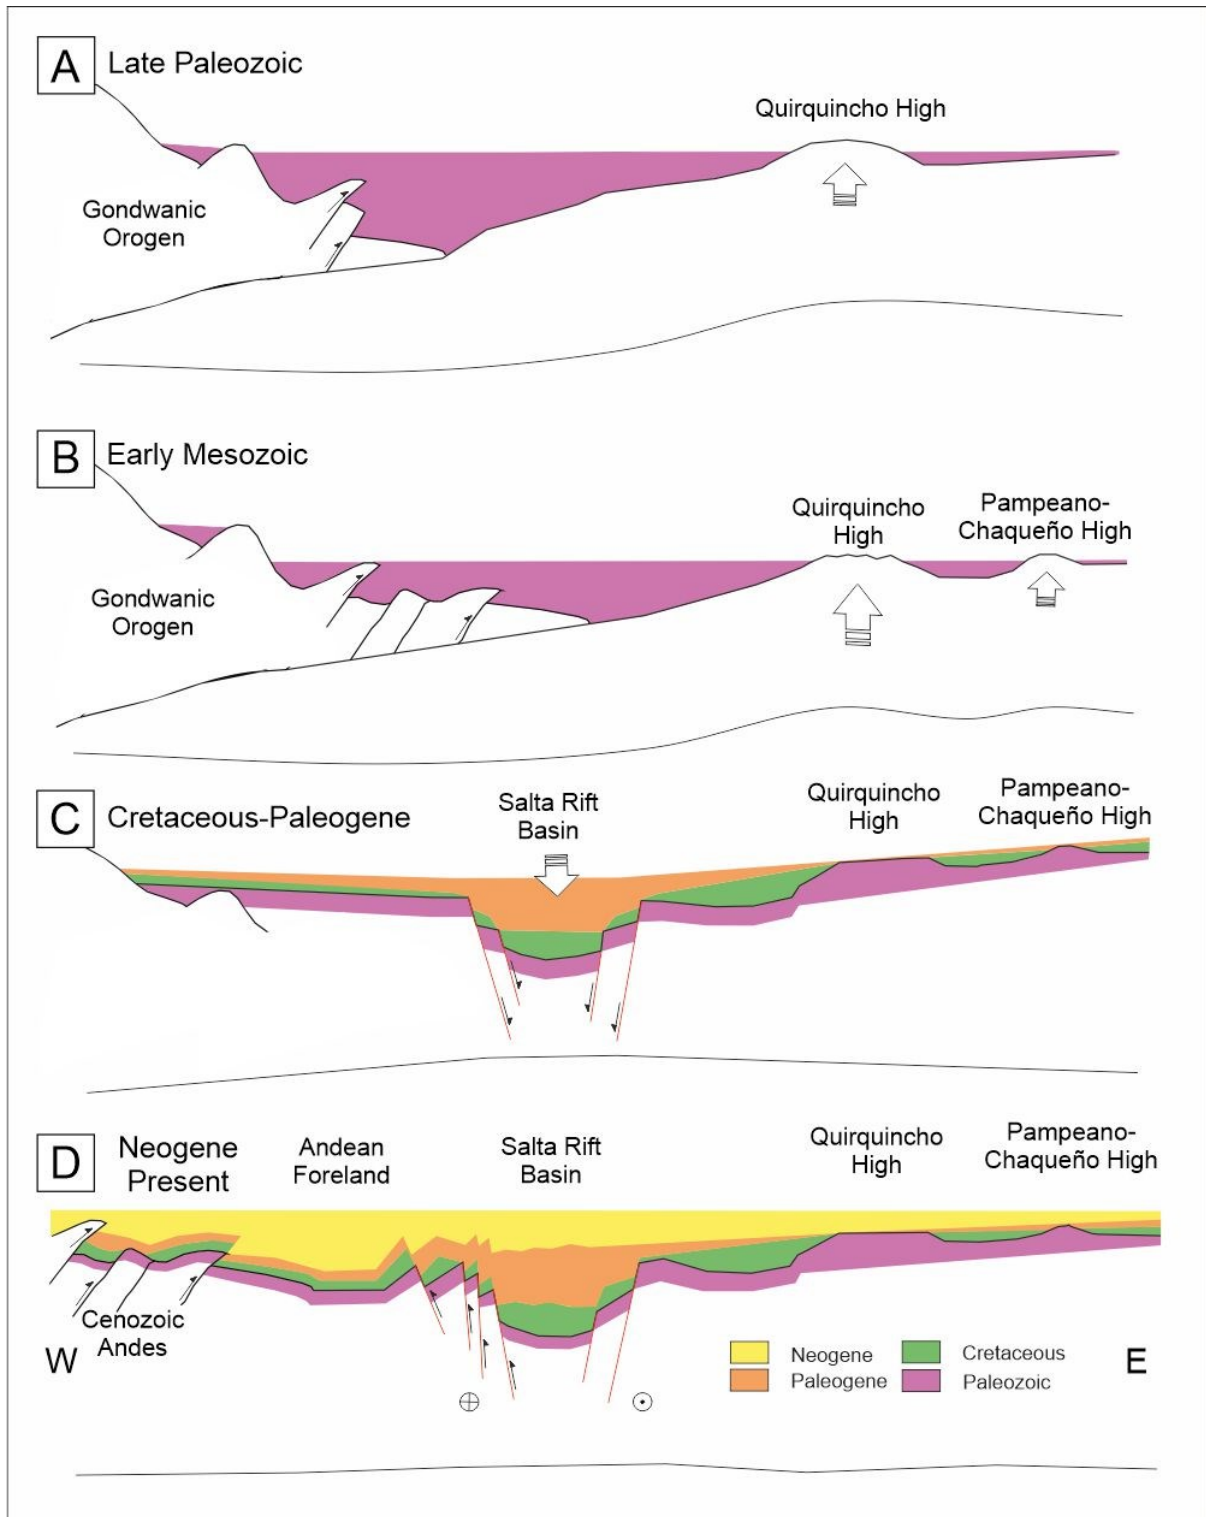 A
Late Paleozoic
Quirquincho High
Gondwanic
Orogen
B
Early Mesozoic
Quirquincho
High
Pampeano-
Chaqueño High
Gondwanic
Orogen
C
Cretaceous-Paleogene
Salta Rift
Basin
Quirquincho
High
Pampeano-
Chaqueño High
D
Neogene
Present
Andean
Foreland
Salta Rift
Basin
Quirquincho
High
Pampeano-
Chaqueño High
Cenozoic
Andes
W
Neogene
Paleogene
Cretaceous
Paleozoic
E